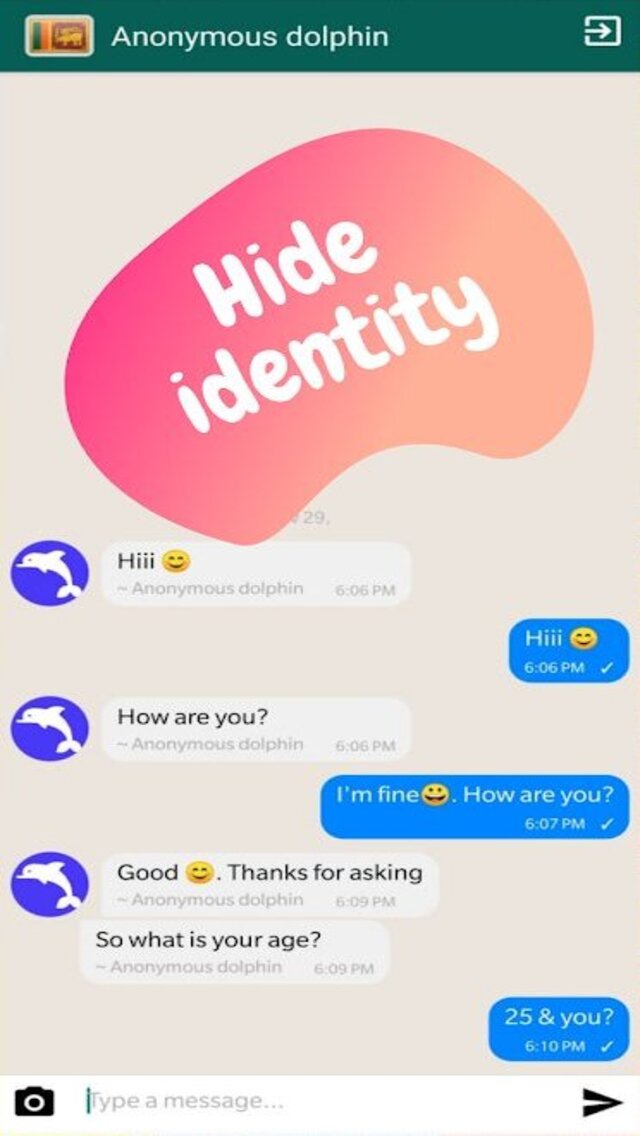 Anonymous dolphin
Hide
identity
29,
Hiii 😊
~ Anonymous dolphin 6:06 PM
Hiii 😊
6:06 PM ✓
How are you?
~ Anonymous dolphin 6:06 PM
I'm fine😀. How are you?
6:07 PM ✓
Good 😊. Thanks for asking
~ Anonymous dolphin 6:09 PM
So what is your age?
~ Anonymous dolphin 6:09 PM
25 & you?
6:10 PM ✓
Type a message...